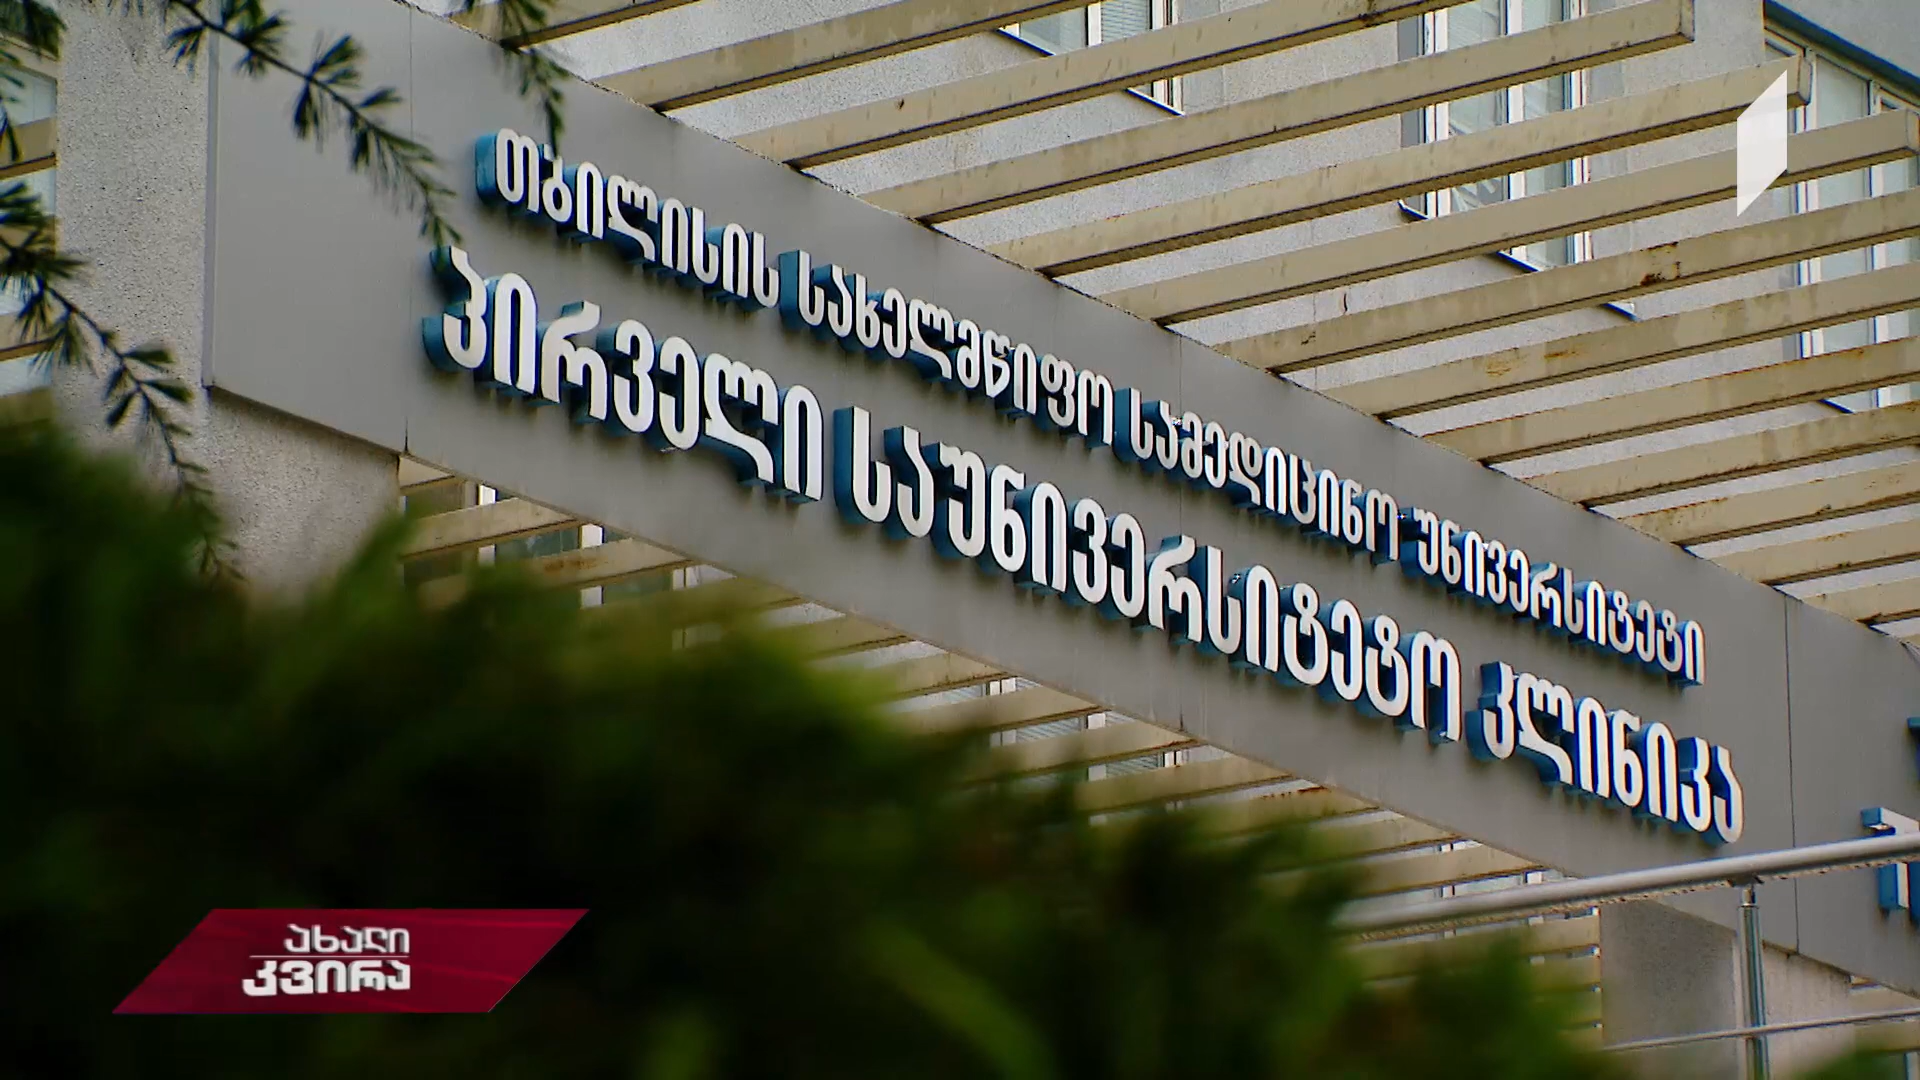 თბილისის სახელმწიფო სამედიცინო უნივერსიტეტი
პირველი საუნივერსიტეტო კლინიკა
ახალი
კვირა